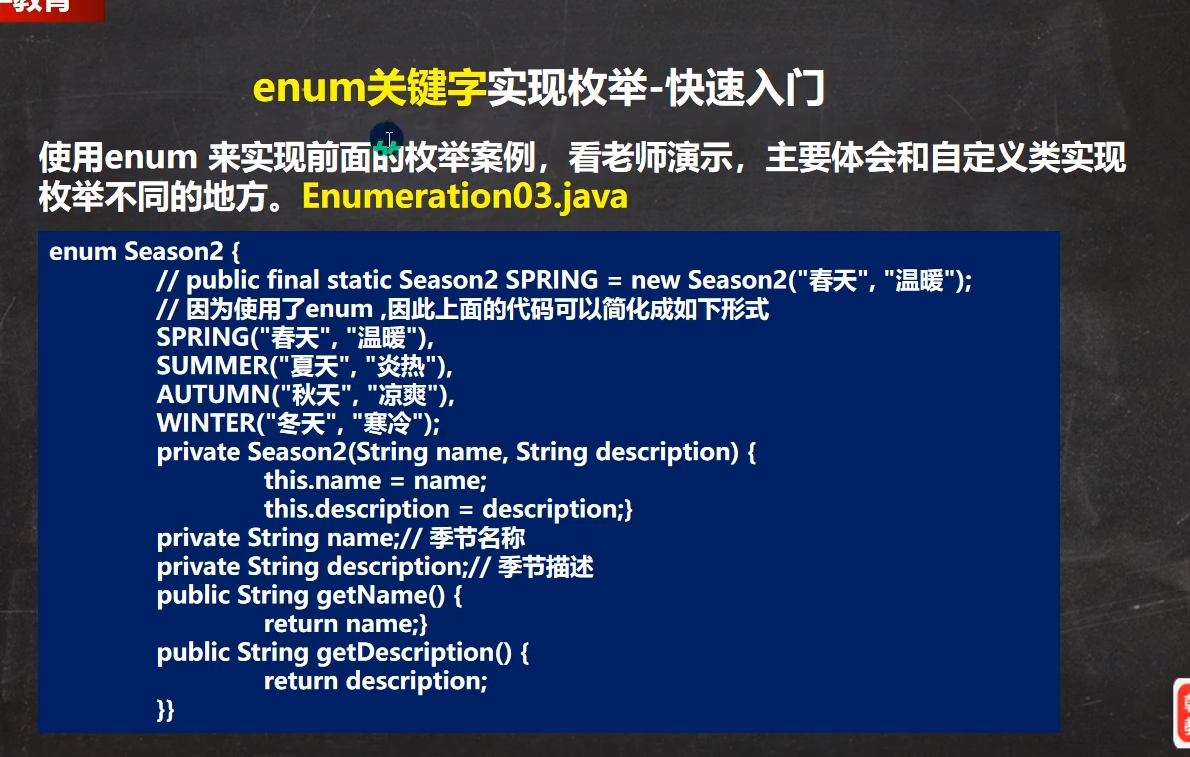 教育
enum关键字实现枚举-快速入门
使用enum 来实现前面的枚举案例，看老师演示，主要体会和自定义类实现
枚举不同的地方。Enumeration03.java
enum Season2 {
// public final static Season2 SPRING = new Season2("春天", "温暖");
// 因为使用了enum ,因此上面的代码可以简化成如下形式
SPRING("春天", "温暖"),
SUMMER("夏天", "炎热"),
AUTUMN("秋天", "凉爽"),
WINTER("冬天", "寒冷");
private Season2(String name, String description) {
this.name = name;
this.description = description;}
private String name;// 季节名称
private String description;// 季节描述
public String getName() {
return name;}
public String getDescription() {
return description;
}}